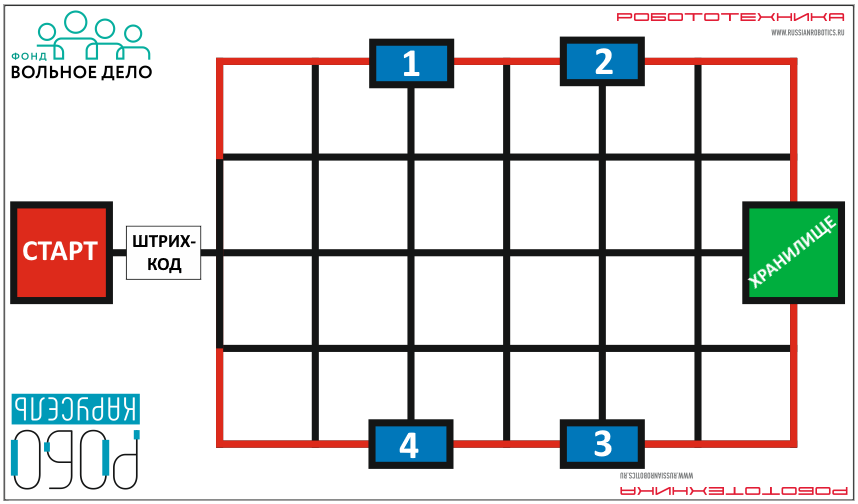 ФОНД
ВОЛЬНОЕ ДЕЛО
РОБОТОТЕХНИКА
WWW.RUSSIANROBOTICS.RU
1
2
СТАРТ
ШТРИХ-
КОД
ХРАНИЛИЩЕ
4
3
КАРУСЕЛЬ
РОБО
WWW.RUSSIANROBOTICS.RU
РОБОТОТЕХНИКА